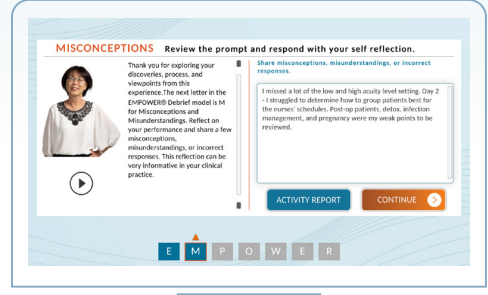 MISCONCEPTIONS Review the prompt and respond with your self reflection.
Thank you for exploring your
discoveries, process, and
viewpoints from this
experience.The next letter in the
EMPOWER® Debrief model is M
for Misconceptions and
Misunderstandings. Reflect on
your performance and share a few
misconceptions,
misunderstandings, or incorrect
responses. This reflection can be
very informative in your clinical
practice.
Share misconceptions, misunderstandings, or incorrect
responses.
I missed a lot of the low and high acuity level setting. Day 2
- I struggled to determine how to group patients best for
the nurses' schedules. Post-op patients, detox, infection
management, and pregnancy were my weak points to be
reviewed.
ACTIVITY REPORT
CONTINUE
E M P O W E R